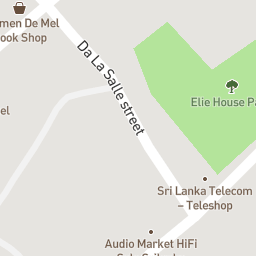 men De Mel
ook Shop
Da La Salle street
Elie House Pa
el
Sri Lanka Telecom
– Teleshop
Audio Market HiFi